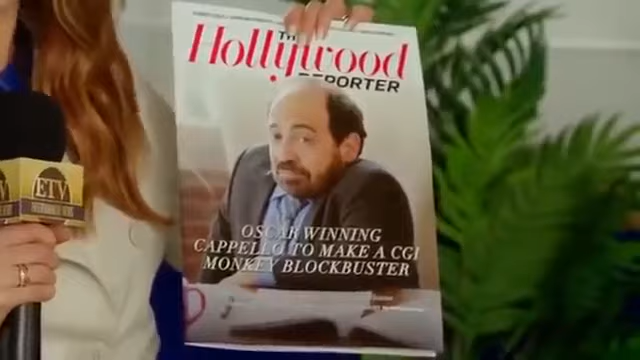 THE
Hollywood
REPORTER
OSCAR WINNING
CAPPELLO TO MAKE A CGI
MONKEY BLOCKBUSTER
ETV